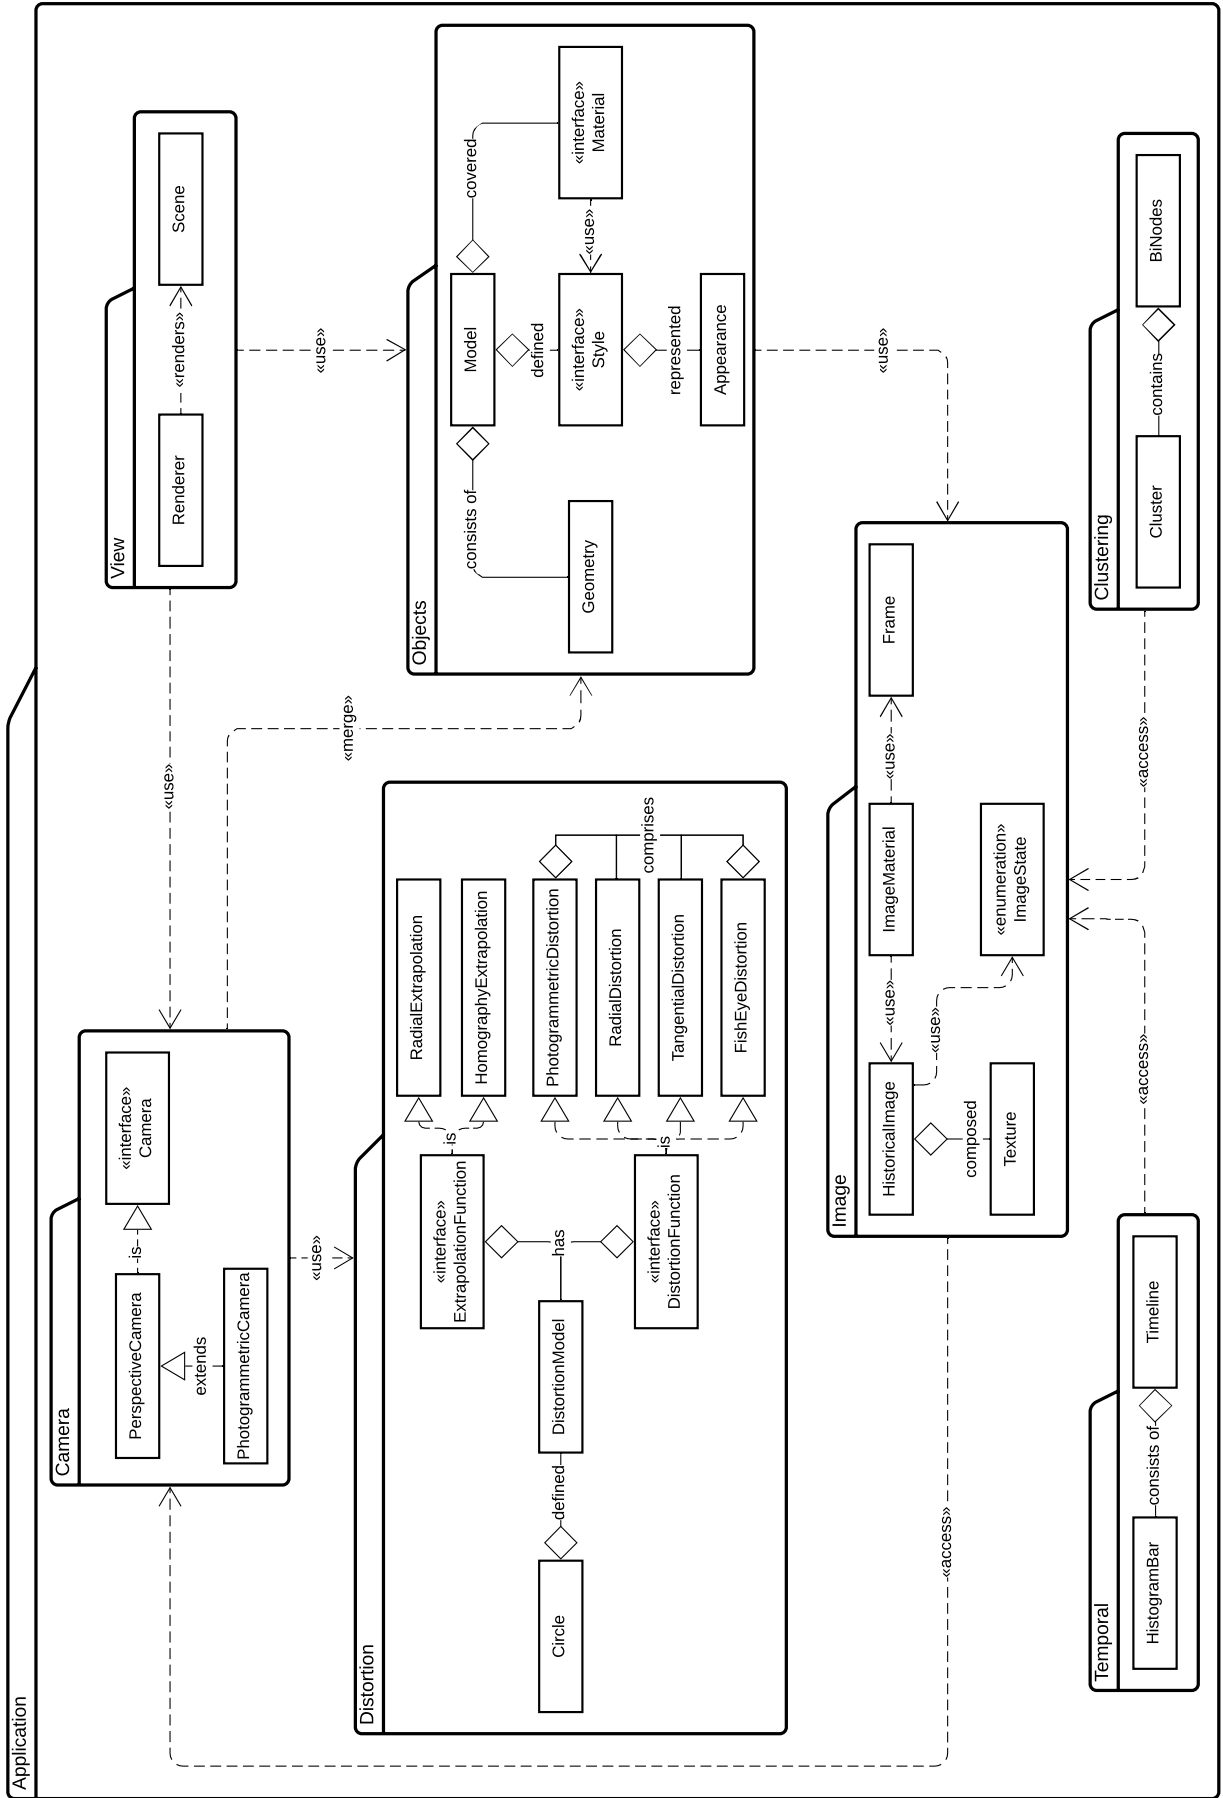 Application
Camera
PerspectiveCamera
is
«interface»
Camera
extends
PhotogrammetricCamera
«use»
View
Renderer
«renders»
Scene
«use»
«merge»
«use»
Distortion
Circle
defined
DistortionModel
has
«interface»
ExtrapolationFunction
«interface»
DistortionFunction
is
is
RadialExtrapolation
HomographyExtrapolation
PhotogrammetricDistortion
RadialDistortion
TangentialDistortion
FishEyeDistortion
comprises
Objects
Geometry
consists of
Model
covered
«interface»
Material
defined
«interface»
Style
«use»
represented
Appearance
«use»
Image
HistoricalImage
«use»
ImageMaterial
«use»
Frame
«use»
«enumeration»
ImageState
composed
Texture
«access»
«access»
«access»
Temporal
HistogramBar
consists of
Timeline
Clustering
Cluster
contains
BiNodes